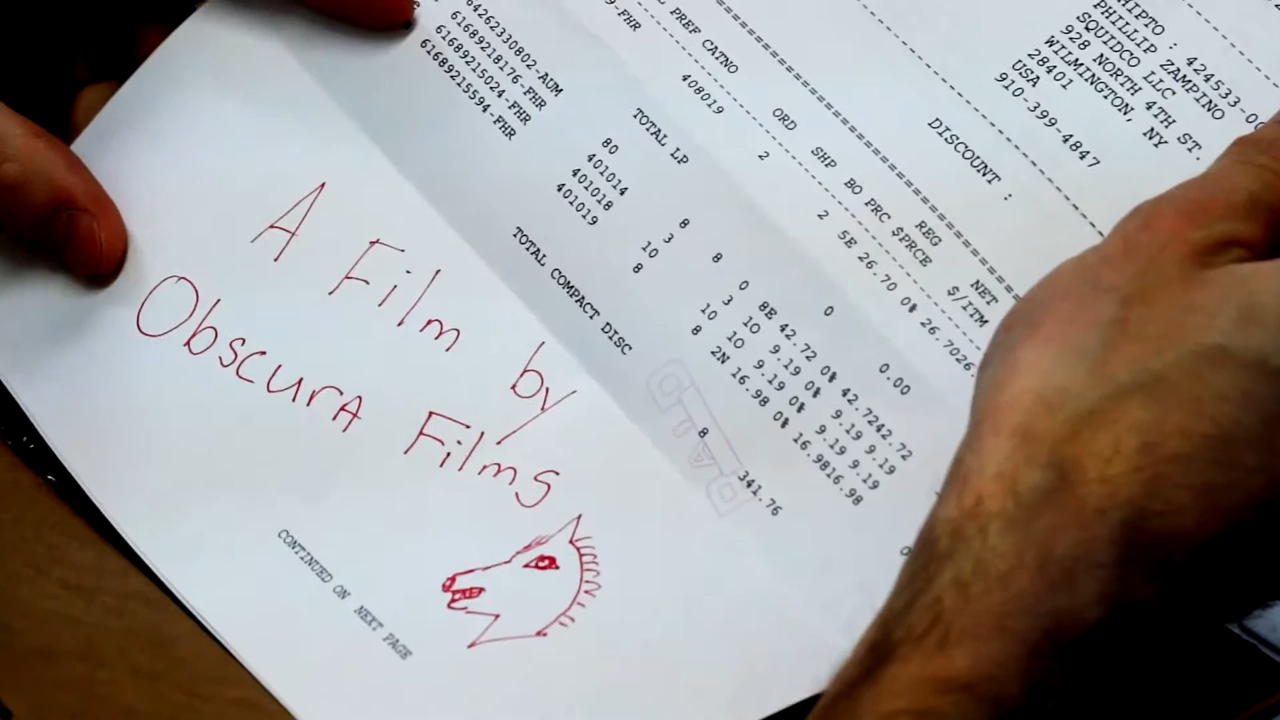 SHIPTO : 424533-00
PHILLIP ZAMPINO
SQUIDCO LLC
928 NORTH 4TH ST.
WILMINGTON, NY
28401
USA
910-399-4847
DISCOUNT :
PREF CATNO ORD SHP BO PRC $PRCE $/ITM
REG NET
-FHR 408019 2 2 0 5E 26.70 0% 26.70
TOTAL LP 2 0.00
64262330802-AUM 80 8 8 0 8E 42.72 0% 42.7242.72
61689218176-FHR 401014 3 3 10 9.19 0% 9.19 9.19
61689215024-FHR 401018 10 10 10 9.19 0% 9.19 9.19
61689215594-FHR 401019 8 8 2N 16.98 0% 16.9816.98
TOTAL COMPACT DISC 8 341.76
A Film by
Obscura Films
CONTINUED ON NEXT PAGE